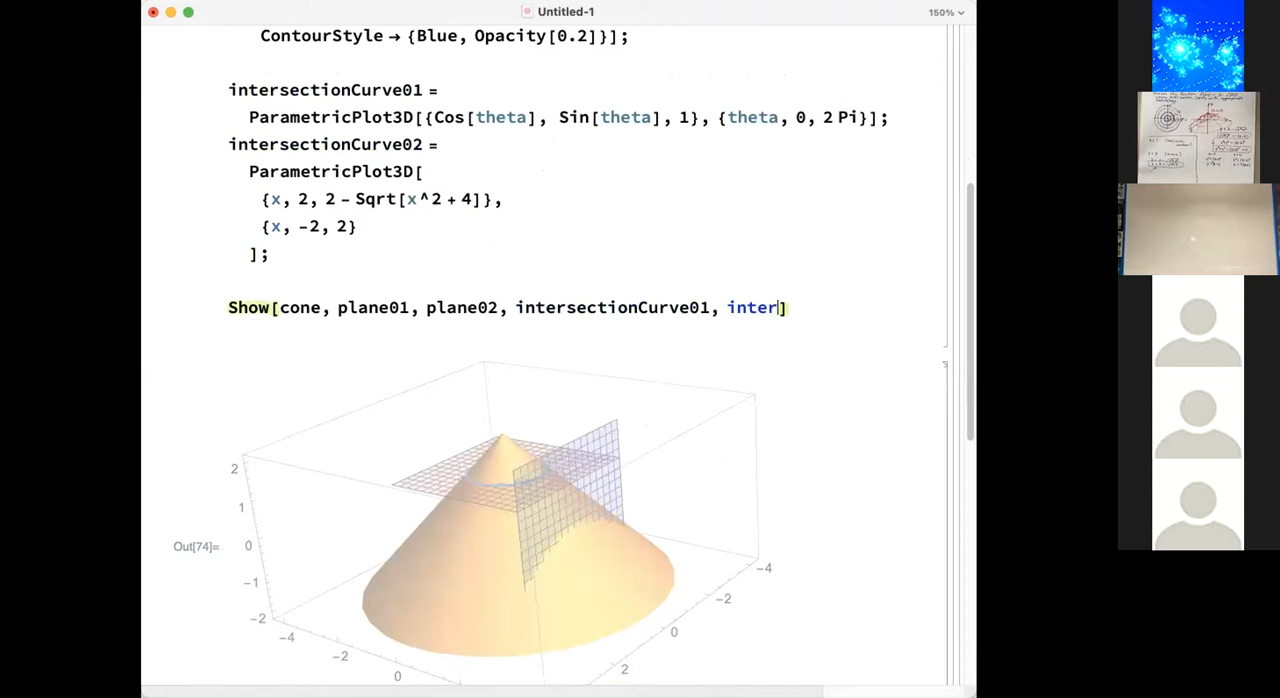 Untitled-1
150%
ContourStyle → {Blue, Opacity[0.2]}];
intersectionCurve01 =
ParametricPlot3D[{Cos[theta], Sin[theta], 1}, {theta, 0, 2 Pi}];
intersectionCurve02 =
ParametricPlot3D[
{x, 2, 2 - Sqrt[x^2 + 4]},
{x, -2, 2}
];
Show[cone, plane01, plane02, intersectionCurve01, inter]
Out[74]=
2
1
0
-1
-2
-4
-2
0
2
0
-2
-4